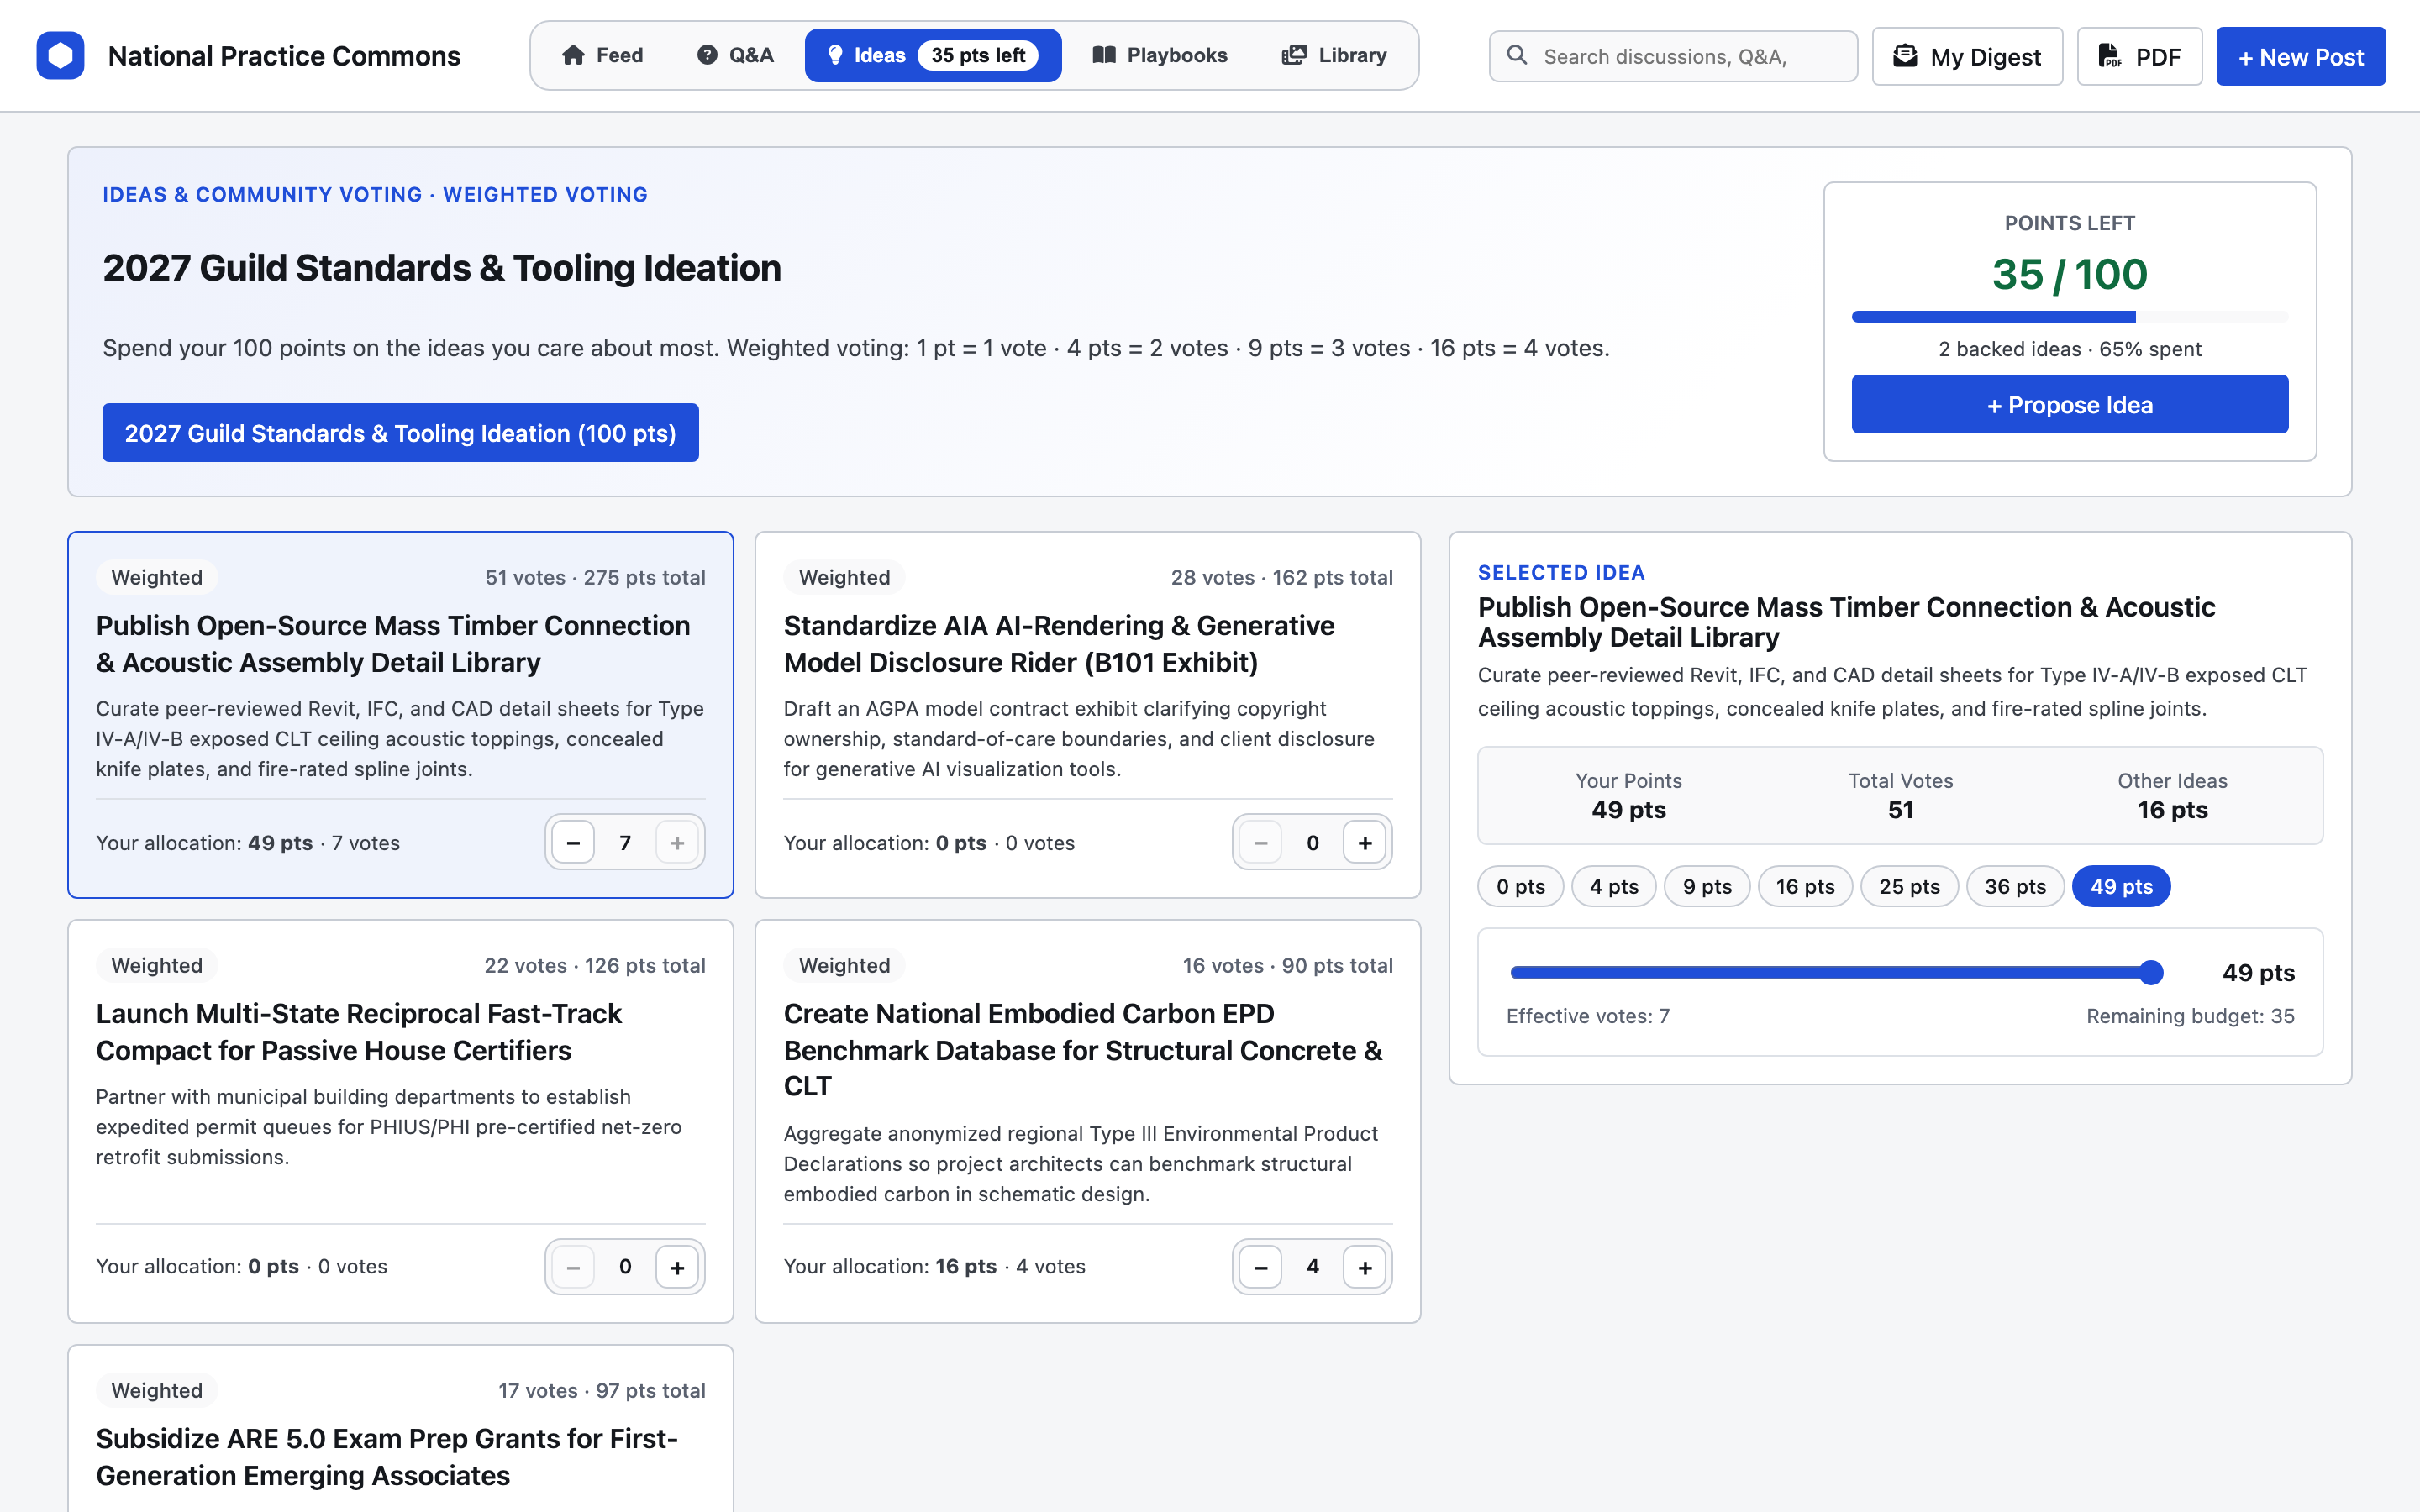 National Practice Commons
Feed
Q&A
Ideas
35 pts left
Playbooks
Library
Search discussions, Q&A,
My Digest
PDF
+ New Post
IDEAS & COMMUNITY VOTING · WEIGHTED VOTING
2027 Guild Standards & Tooling Ideation
Spend your 100 points on the ideas you care about most. Weighted voting: 1 pt = 1 vote · 4 pts = 2 votes · 9 pts = 3 votes · 16 pts = 4 votes.
2027 Guild Standards & Tooling Ideation (100 pts)
POINTS LEFT
35 / 100
2 backed ideas · 65% spent
+ Propose Idea
Weighted
51 votes · 275 pts total
Publish Open-Source Mass Timber Connection
& Acoustic Assembly Detail Library
Curate peer-reviewed Revit, IFC, and CAD detail sheets for Type
IV-A/IV-B exposed CLT ceiling acoustic toppings, concealed
knife plates, and fire-rated spline joints.
Your allocation: 49 pts · 7 votes
− 7 +
Weighted
28 votes · 162 pts total
Standardize AIA AI-Rendering & Generative
Model Disclosure Rider (B101 Exhibit)
Draft an AGPA model contract exhibit clarifying copyright
ownership, standard-of-care boundaries, and client disclosure
for generative AI visualization tools.
Your allocation: 0 pts · 0 votes
− 0 +
Weighted
22 votes · 126 pts total
Launch Multi-State Reciprocal Fast-Track
Compact for Passive House Certifiers
Partner with municipal building departments to establish
expedited permit queues for PHIUS/PHI pre-certified net-zero
retrofit submissions.
Your allocation: 0 pts · 0 votes
− 0 +
Weighted
16 votes · 90 pts total
Create National Embodied Carbon EPD
Benchmark Database for Structural Concrete &
CLT
Aggregate anonymized regional Type III Environmental Product
Declarations so project architects can benchmark structural
embodied carbon in schematic design.
Your allocation: 16 pts · 4 votes
− 4 +
Weighted
17 votes · 97 pts total
Subsidize ARE 5.0 Exam Prep Grants for First-
Generation Emerging Associates
SELECTED IDEA
Publish Open-Source Mass Timber Connection & Acoustic
Assembly Detail Library
Curate peer-reviewed Revit, IFC, and CAD detail sheets for Type IV-A/IV-B exposed CLT
ceiling acoustic toppings, concealed knife plates, and fire-rated spline joints.
Your Points
49 pts
Total Votes
51
Other Ideas
16 pts
0 pts
4 pts
9 pts
16 pts
25 pts
36 pts
49 pts
49 pts
Effective votes: 7
Remaining budget: 35